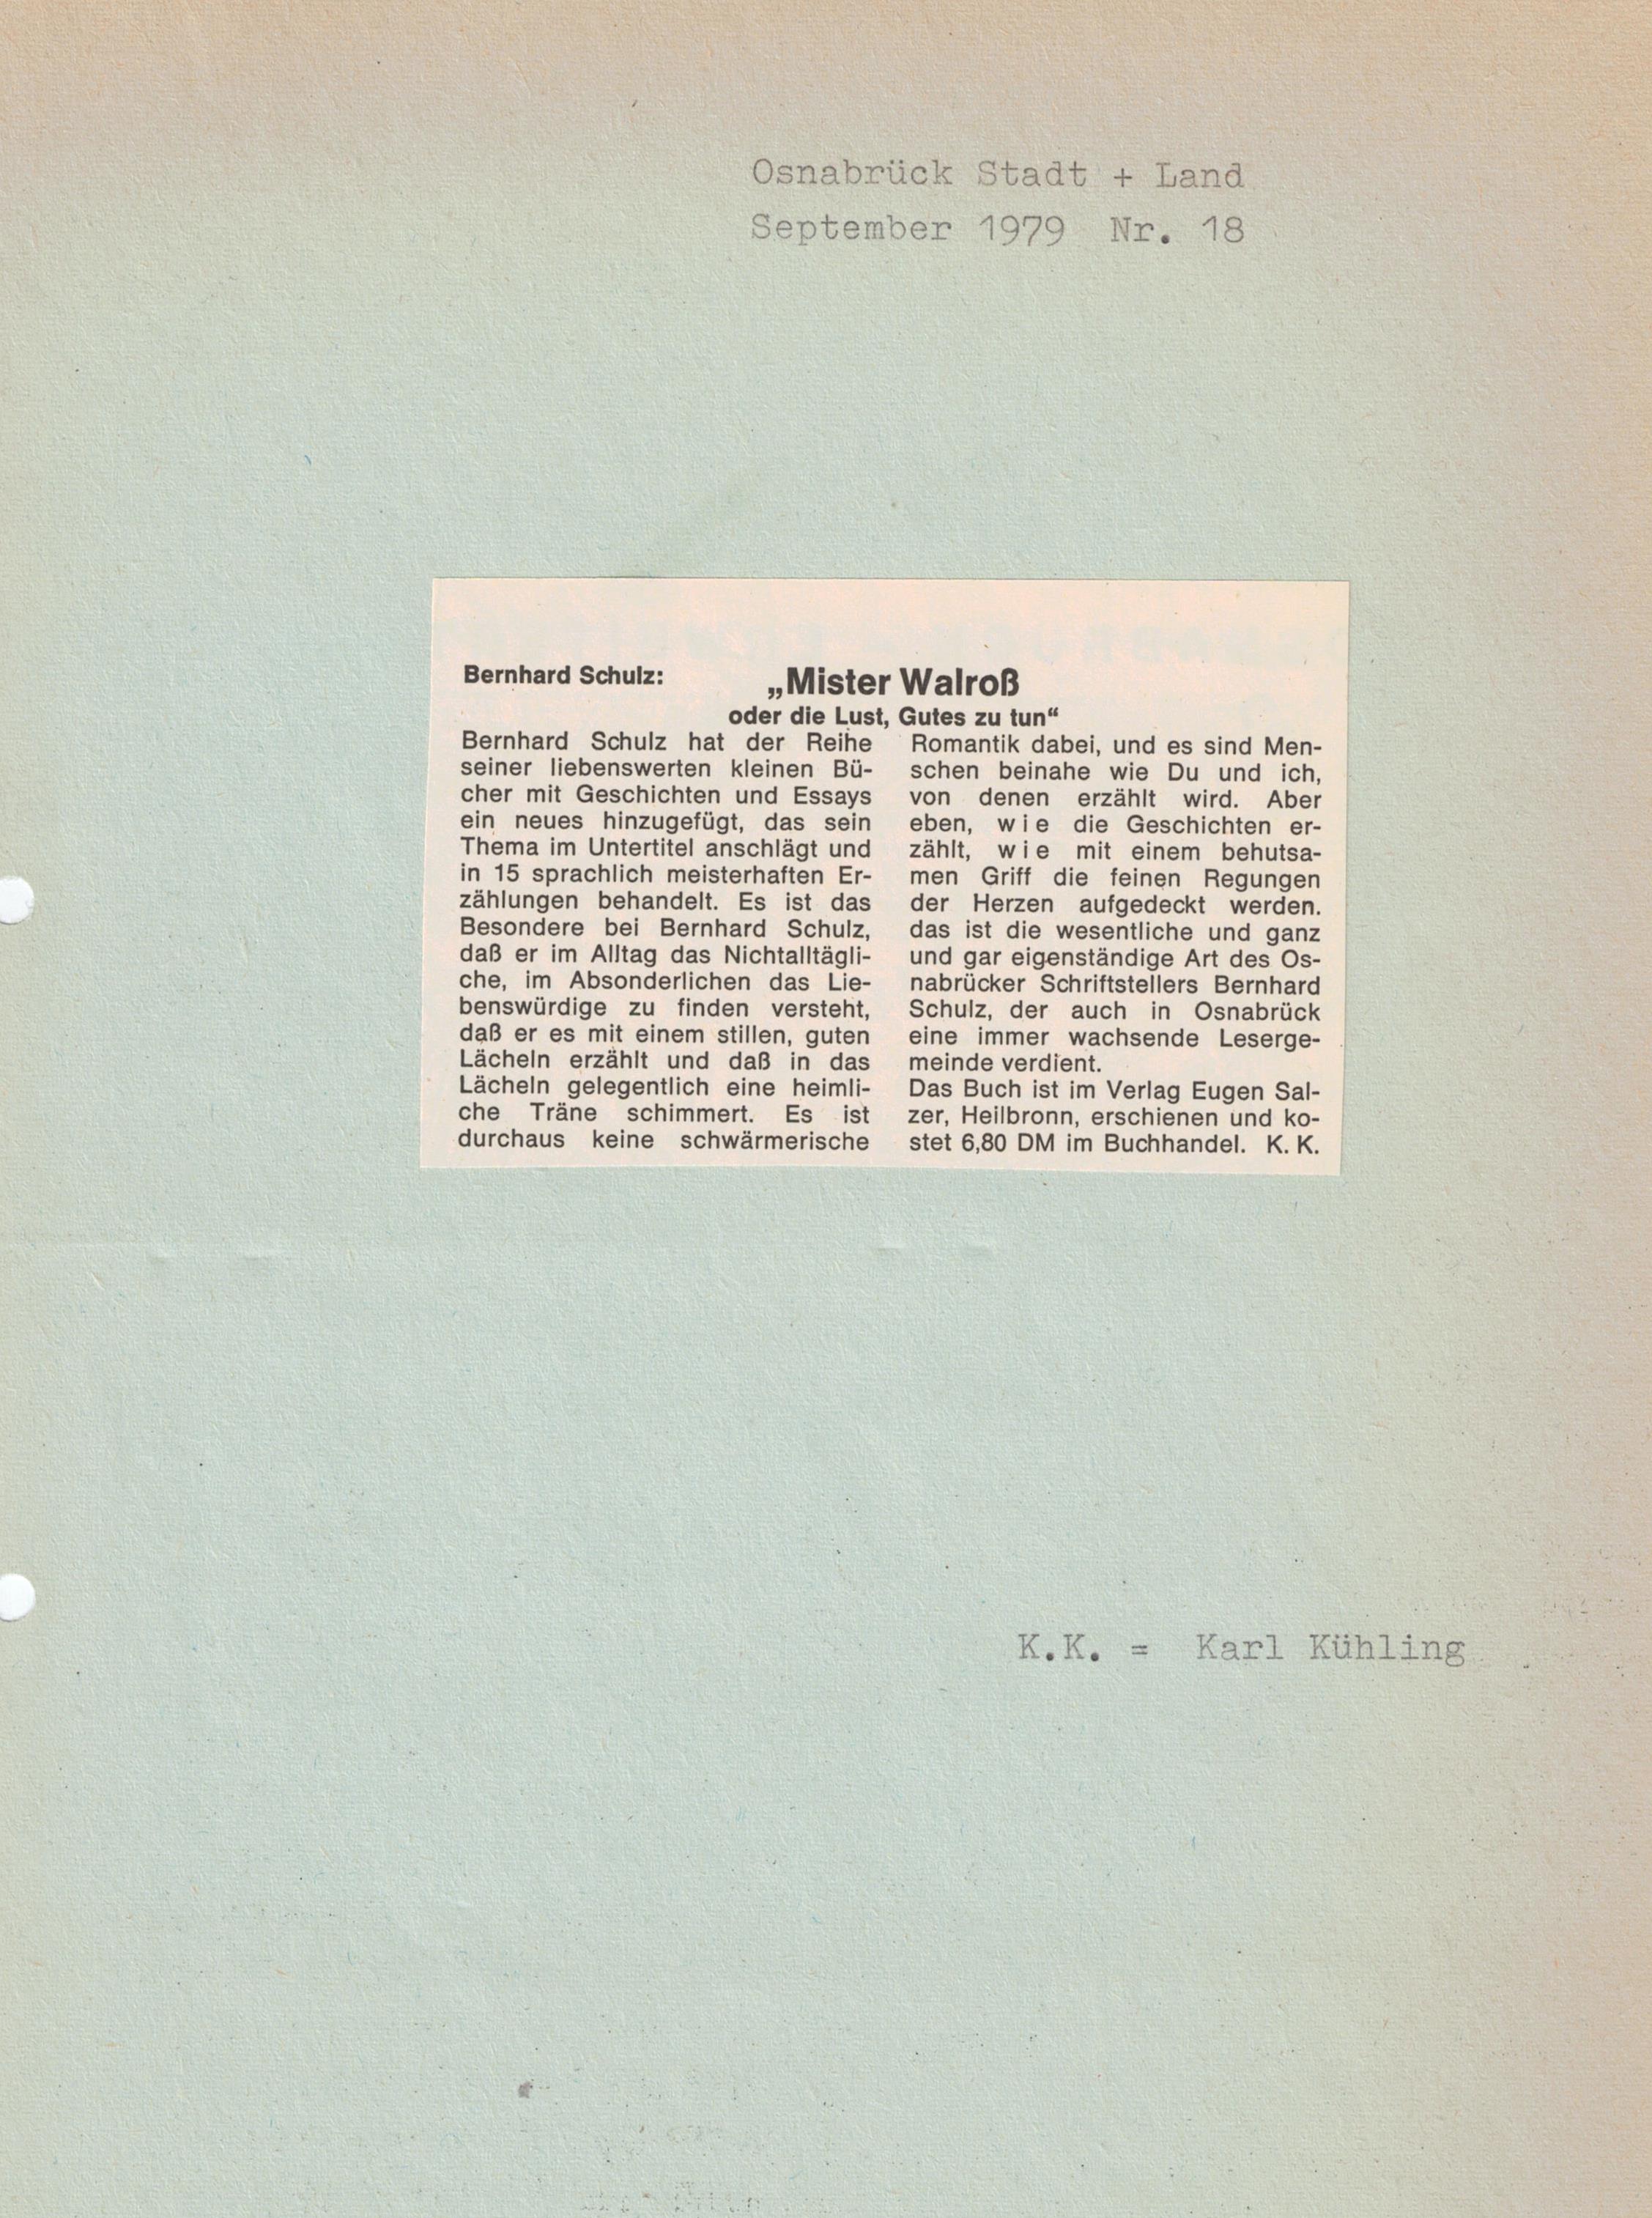 Osnabrück Stadt + Land
September 1979 Nr. 18
Bernhard Schulz:
„Mister Walroß
oder die Lust, Gutes zu tun“
Bernhard Schulz hat der Reihe
seiner liebenswerten kleinen Bü-
cher mit Geschichten und Essays
ein neues hinzugefügt, das sein
Thema im Untertitel anschlägt und
in 15 sprachlich meisterhaften Er-
zählungen behandelt. Es ist das
Besondere bei Bernhard Schulz,
daß er im Alltag das Nichtalltägli-
che, im Absonderlichen das Lie-
benswürdige zu finden versteht,
daß er es mit einem stillen, guten
Lächeln erzählt und daß in das
Lächeln gelegentlich eine heimli-
che Träne schimmert. Es ist
durchaus keine schwärmerische
Romantik dabei, und es sind Men-
schen beinahe wie Du und ich,
von denen erzählt wird. Aber
eben, w i e die Geschichten er-
zählt, w i e mit einem behutsa-
men Griff die feinen Regungen
der Herzen aufgedeckt werden.
das ist die wesentliche und ganz
und gar eigenständige Art des Os-
nabrücker Schriftstellers Bernhard
Schulz, der auch in Osnabrück
eine immer wachsende Leserge-
meinde verdient.
Das Buch ist im Verlag Eugen Sal-
zer, Heilbronn, erschienen und ko-
stet 6,80 DM im Buchhandel. K. K.
K.K. = Karl Kühling